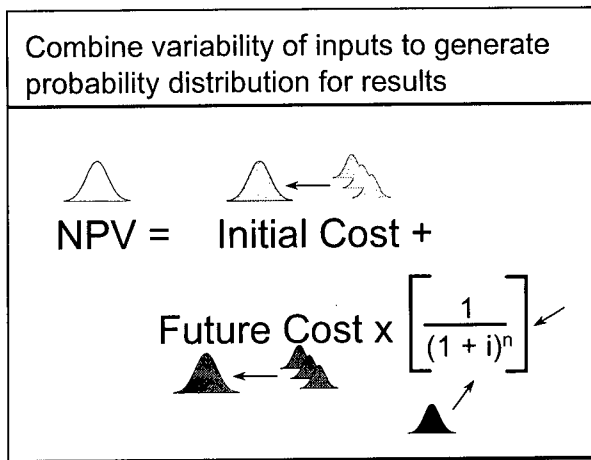 Combine variability of inputs to generate
probability distribution for results
NPV = Initial Cost +
Future Cost x [ 1 / (1 + i)^n ]